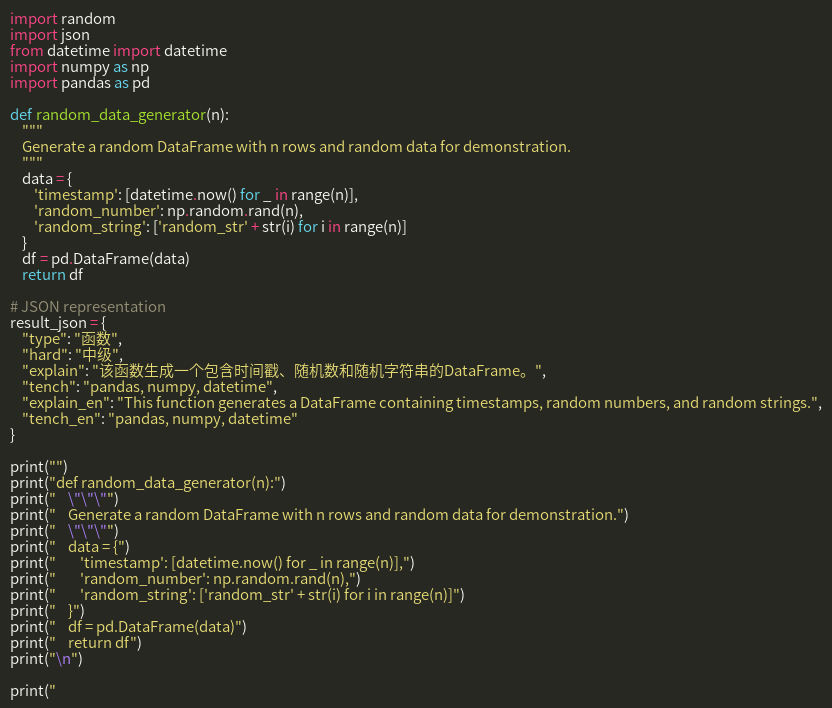 import random
import json
from datetime import datetime
import numpy as np
import pandas as pd

def random_data_generator(n):
    """
    Generate a random DataFrame with n rows and random data for demonstration.
    """
    data = {
        'timestamp': [datetime.now() for _ in range(n)],
        'random_number': np.random.rand(n),
        'random_string': ['random_str' + str(i) for i in range(n)]
    }
    df = pd.DataFrame(data)
    return df

# JSON representation
result_json = {
    "type": "函数",
    "hard": "中级",
    "explain": "该函数生成一个包含时间戳、随机数和随机字符串的DataFrame。",
    "tench": "pandas, numpy, datetime",
    "explain_en": "This function generates a DataFrame containing timestamps, random numbers, and random strings.",
    "tench_en": "pandas, numpy, datetime"
}

print("")
print("def random_data_generator(n):")
print("    \"\"\"")
print("    Generate a random DataFrame with n rows and random data for demonstration.")
print("    \"\"\"")
print("    data = {")
print("        'timestamp': [datetime.now() for _ in range(n)],")
print("        'random_number': np.random.rand(n),")
print("        'random_string': ['random_str' + str(i) for i in range(n)]")
print("    }")
print("    df = pd.DataFrame(data)")
print("    return df")
print("\n")

print("